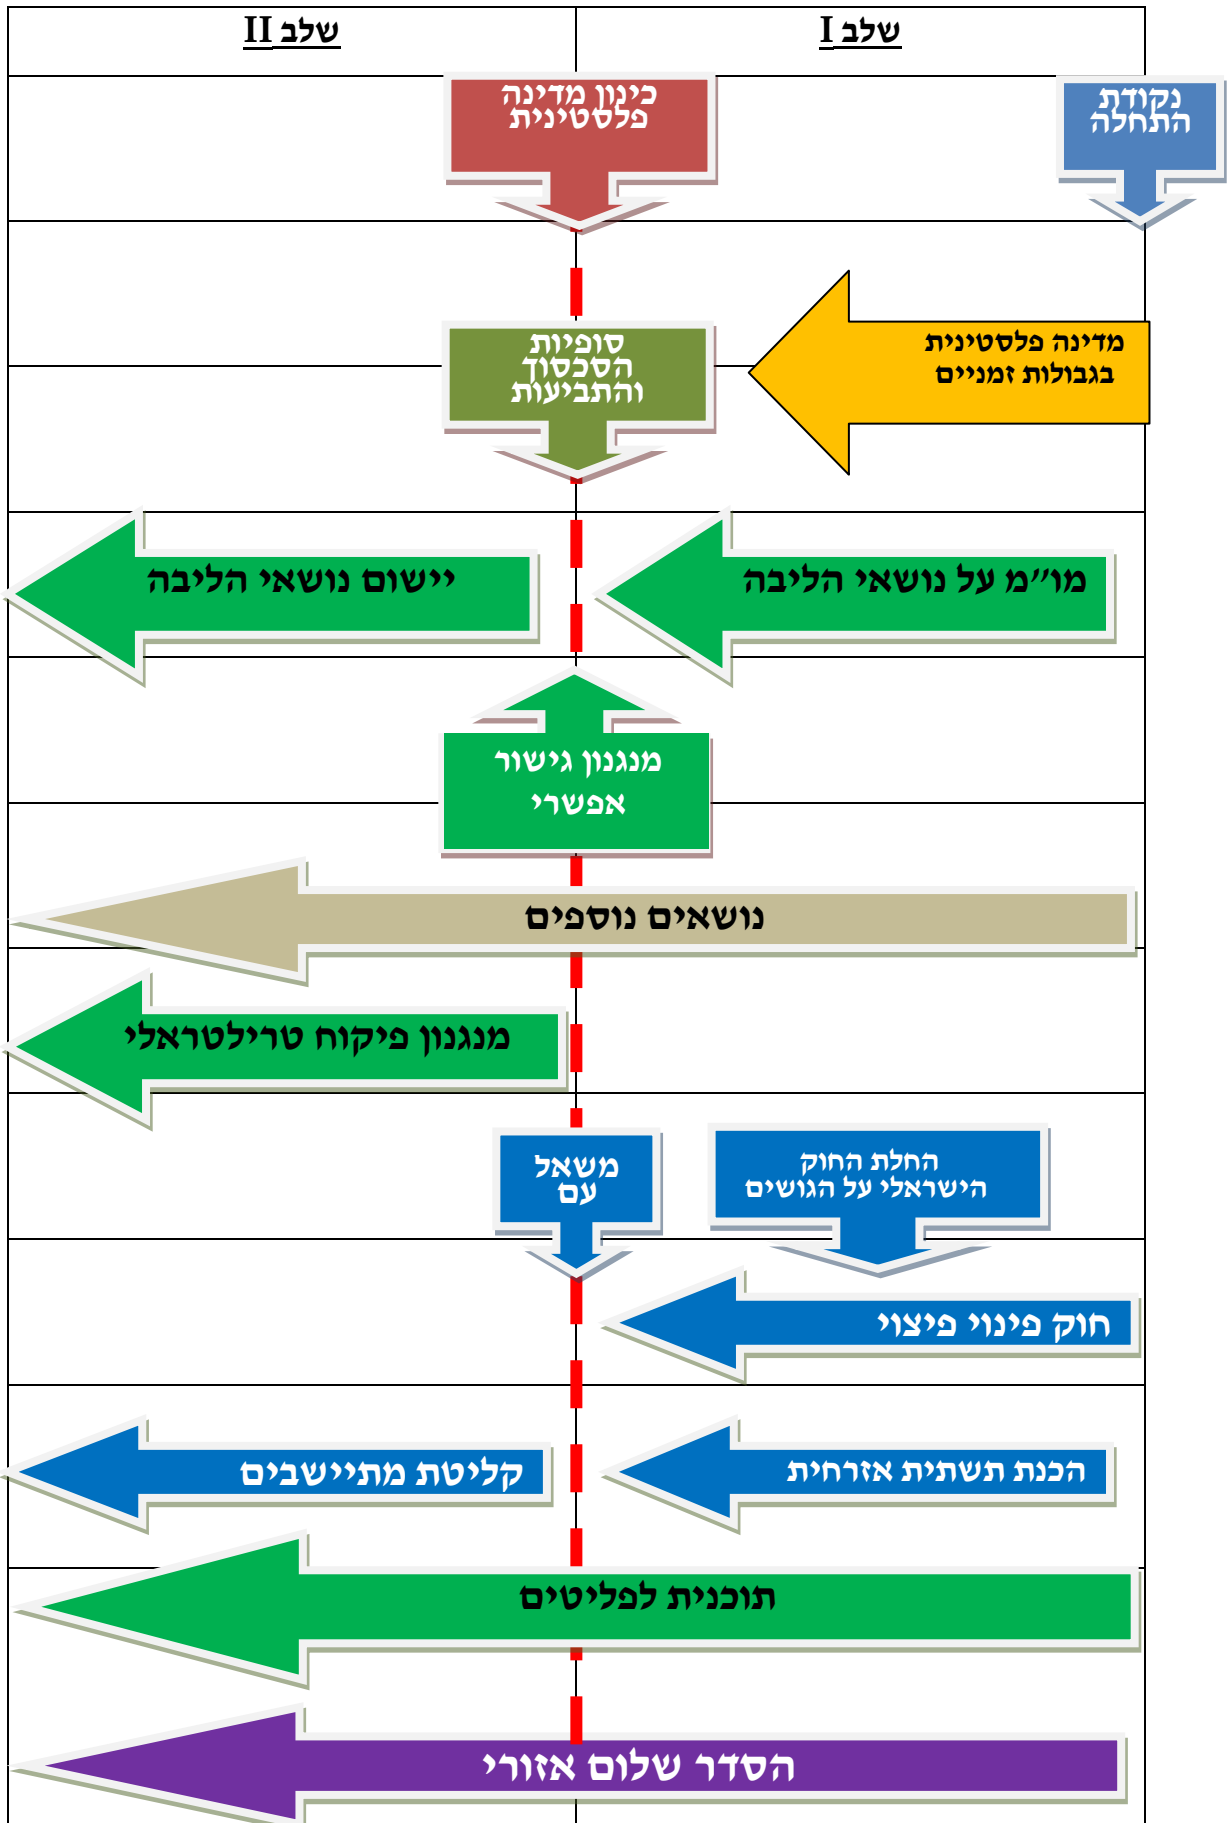 שלב I
שלב II
נקודת
התחלה
כינון מדינה
פלסטינית
מדינה פלסטינית
בגבולות זמניים
סופיות
הסכסוך
והתביעות
מו״מ על נושאי הליבה
יישום נושאי הליבה
מנגנון גישור
אפשרי
נושאים נוספים
מנגנון פיקוח טרילטראלי
החלת החוק
הישראלי על הגושים
משאל
עם
חוק פינוי פיצוי
הכנת תשתית אזרחית
קליטת מתיישבים
תוכנית לפליטים
הסדר שלום אזורי